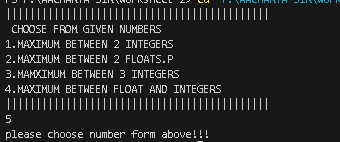 ||||||||||||||||||||||||||||||||||||||||||||
CHOOSE FROM GIVEN NUMBERS
1.MAXIMUM BETWEEN 2 INTEGERS
2.MAXIMUM BETWEEN 2 FLOATS.P
3.MAMXIMUM BETWEEN 3 INTEGERS
4.MAXIMUM BETWEEN FLOAT AND INTEGERS
||||||||||||||||||||||||||||||||||||||||||||
5
please choose number form above!!!